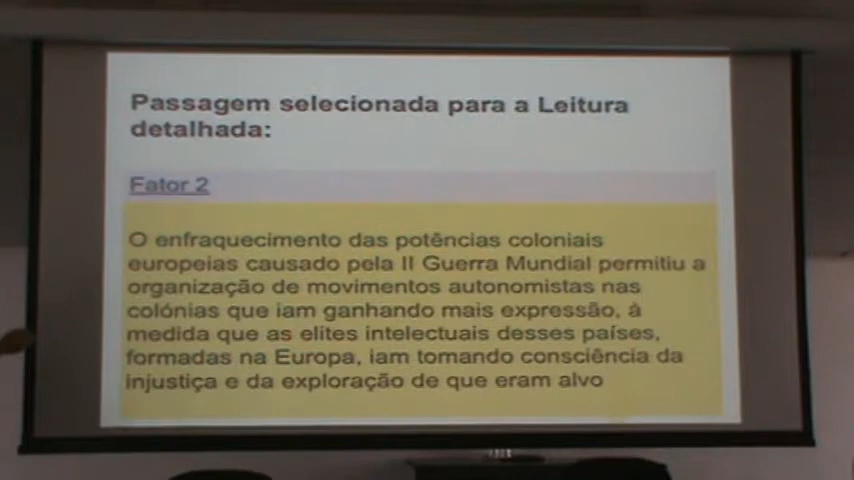 Passagem selecionada para a Leitura
detalhada:
Fator 2
O enfraquecimento das potências coloniais
europeias causado pela II Guerra Mundial permitiu a
organização de movimentos autonomistas nas
colónias que iam ganhando mais expressão, à
medida que as elites intelectuais desses países,
formadas na Europa, iam tomando consciência da
injustiça e da exploração de que eram alvo